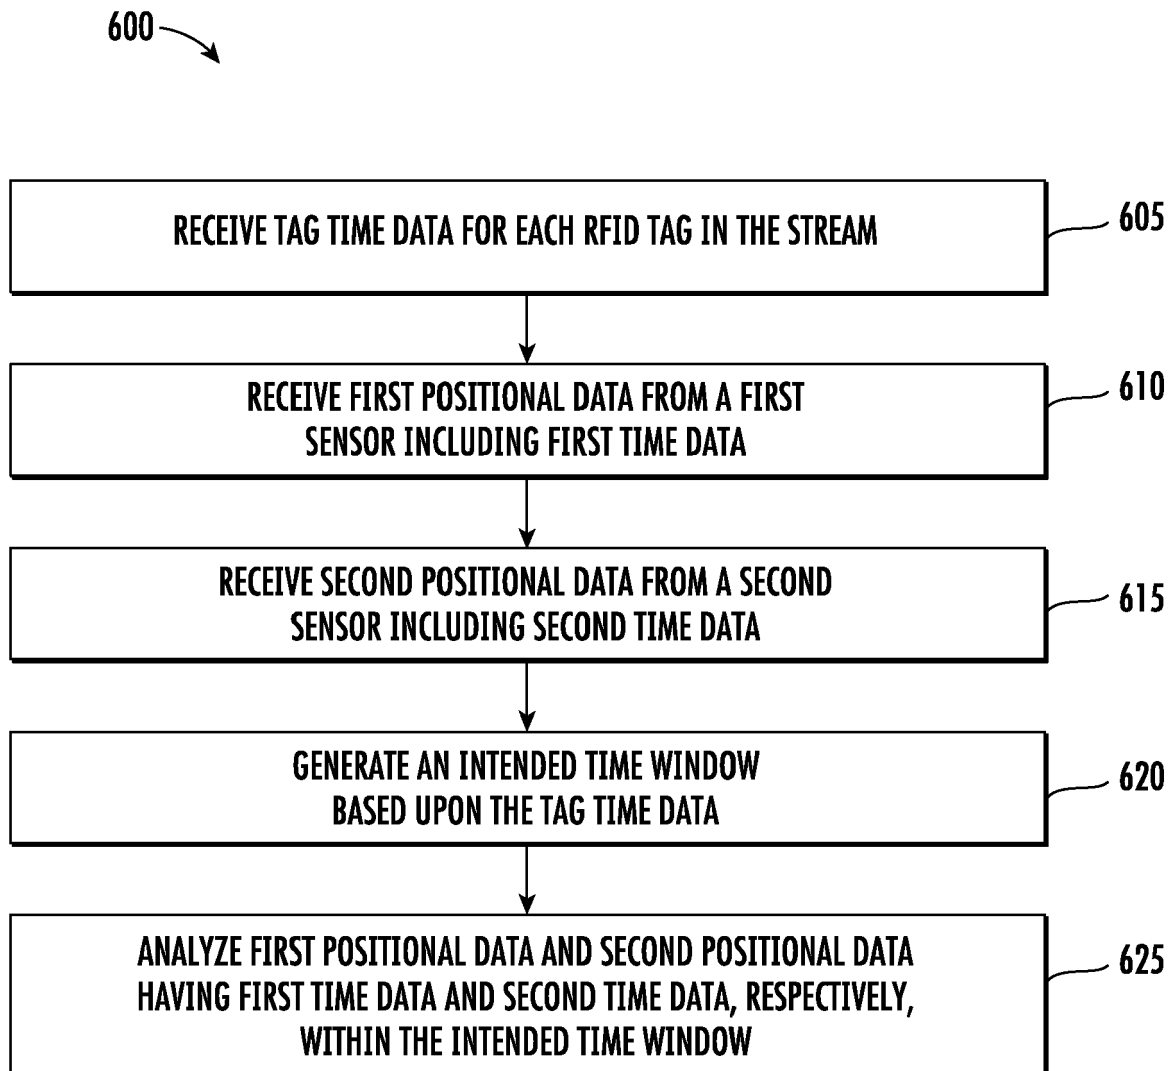 600
RECEIVE TAG TIME DATA FOR EACH RFID TAG IN THE STREAM
605
RECEIVE FIRST POSITIONAL DATA FROM A FIRST
SENSOR INCLUDING FIRST TIME DATA
610
RECEIVE SECOND POSITIONAL DATA FROM A SECOND
SENSOR INCLUDING SECOND TIME DATA
615
GENERATE AN INTENDED TIME WINDOW
BASED UPON THE TAG TIME DATA
620
ANALYZE FIRST POSITIONAL DATA AND SECOND POSITIONAL DATA
HAVING FIRST TIME DATA AND SECOND TIME DATA, RESPECTIVELY,
WITHIN THE INTENDED TIME WINDOW
625